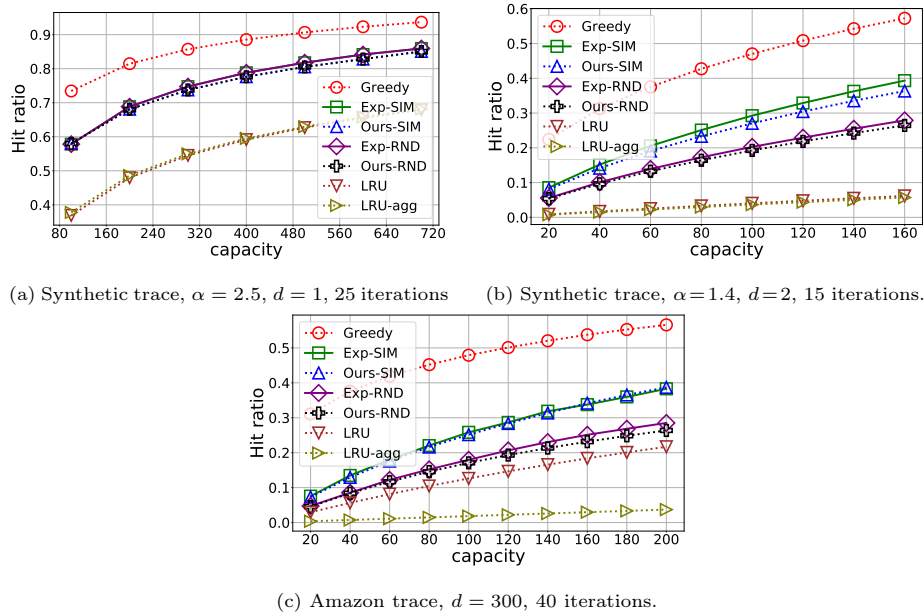 0.9
0.8
0.7
0.6
0.5
0.4
Hit ratio
Greedy
Exp-SIM
Ours-SIM
Exp-RND
Ours-RND
LRU
LRU-agg
80 160 240 320 400 480 560 640 720
capacity
(a) Synthetic trace, α = 2.5, d = 1, 25 iterations
0.6
0.5
0.4
0.3
0.2
0.1
0.0
Hit ratio
Greedy
Exp-SIM
Ours-SIM
Exp-RND
Ours-RND
LRU
LRU-agg
20 40 60 80 100 120 140 160
capacity
(b) Synthetic trace, α=1.4, d=2, 15 iterations.
0.5
0.4
0.3
0.2
0.1
0.0
Hit ratio
Greedy
Exp-SIM
Ours-SIM
Exp-RND
Ours-RND
LRU
LRU-agg
20 40 60 80 100 120 140 160 180 200
capacity
(c) Amazon trace, d = 300, 40 iterations.